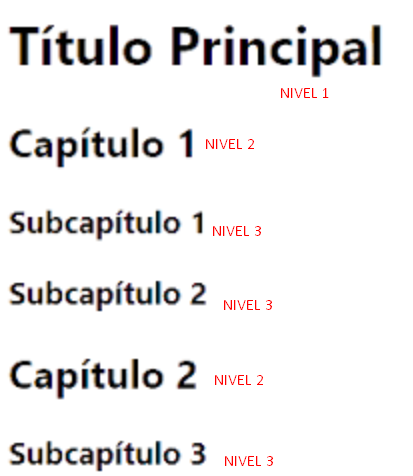 Título Principal
NIVEL 1
Capítulo 1 NIVEL 2
Subcapítulo 1 NIVEL 3
Subcapítulo 2 NIVEL 3
Capítulo 2 NIVEL 2
Subcapítulo 3 NIVEL 3